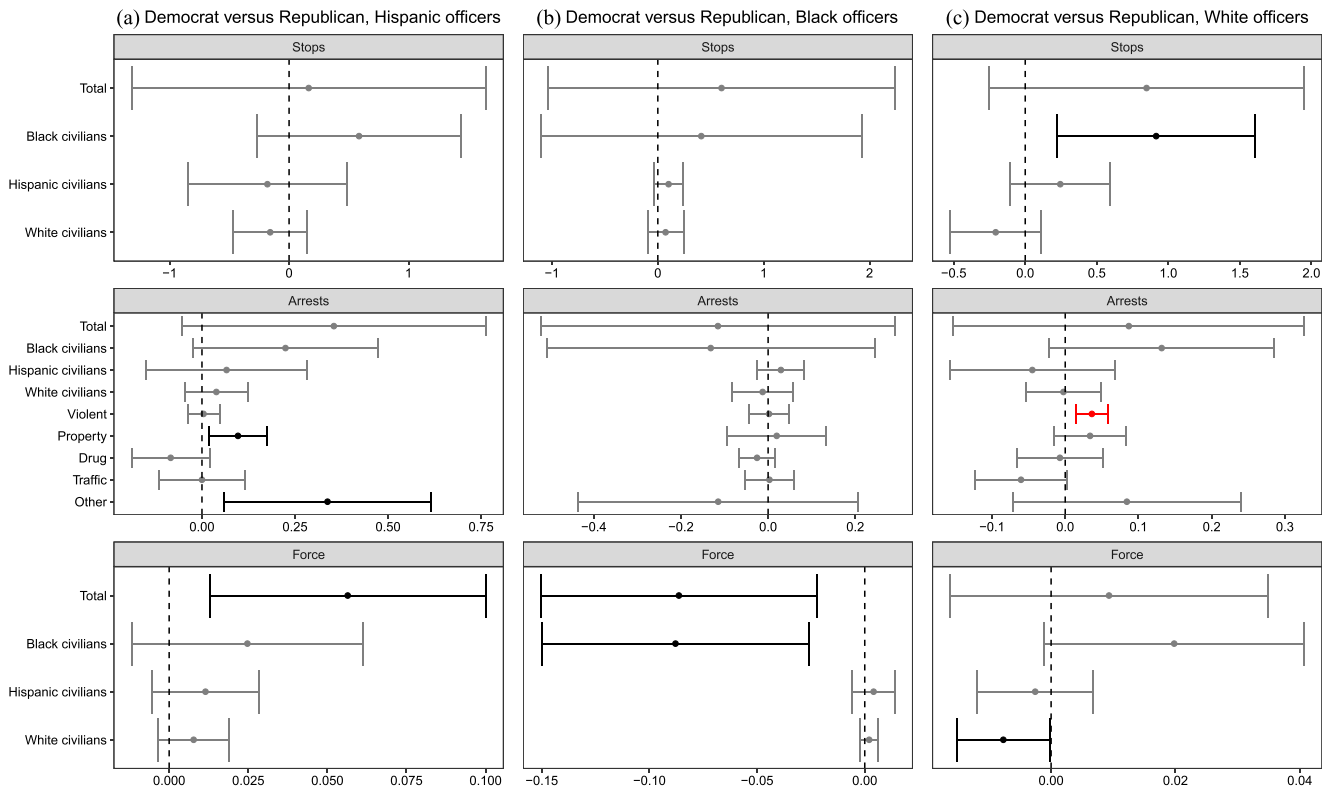 (a) Democrat versus Republican, Hispanic officers
(b) Democrat versus Republican, Black officers
(c) Democrat versus Republican, White officers
Stops
Stops
Stops
Total
Black civilians
Hispanic civilians
White civilians
−1 0 1
−1 0 1 2
−0.5 0.0 0.5 1.0 1.5 2.0
Arrests
Arrests
Arrests
Total
Black civilians
Hispanic civilians
White civilians
Violent
Property
Drug
Traffic
Other
0.00 0.25 0.50 0.75
−0.4 −0.2 0.0 0.2
−0.1 0.0 0.1 0.2 0.3
Force
Force
Force
Total
Black civilians
Hispanic civilians
White civilians
0.000 0.025 0.050 0.075 0.100
−0.15 −0.10 −0.05 0.00
0.00 0.02 0.04